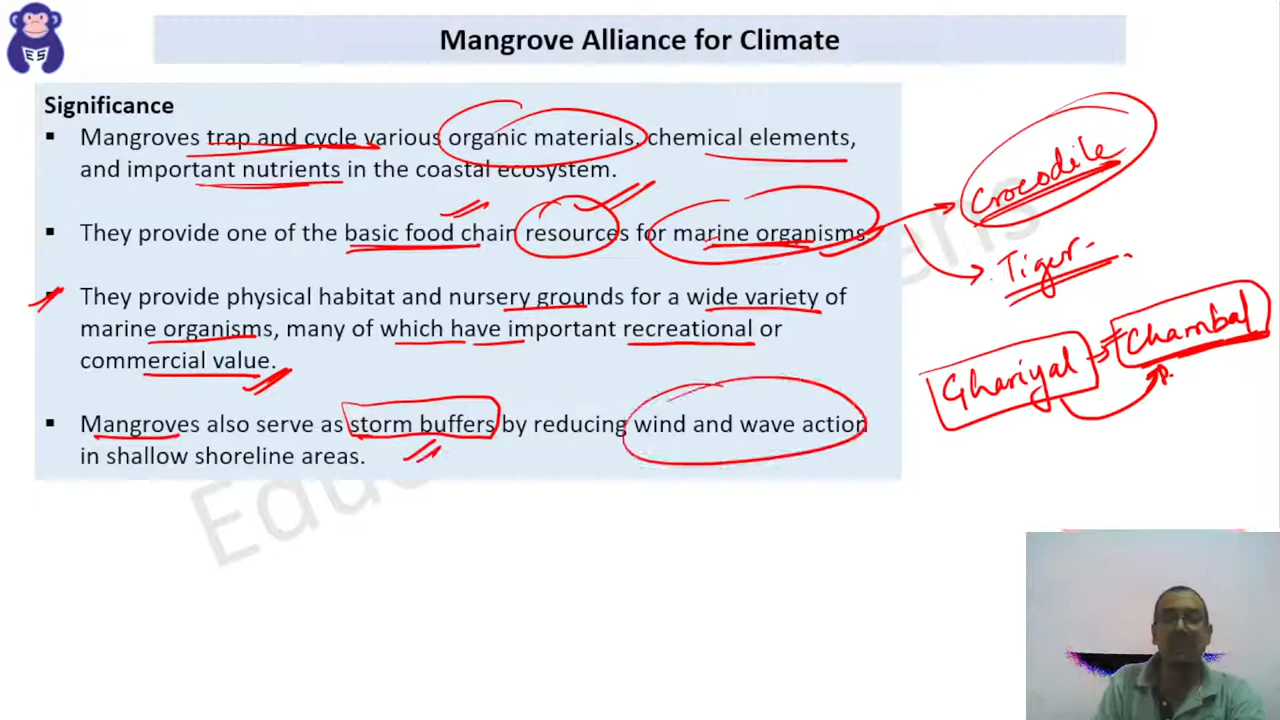 ES
Mangrove Alliance for Climate
Significance
▪ Mangroves trap and cycle various organic materials, chemical elements,
and important nutrients in the coastal ecosystem.
▪ They provide one of the basic food chain resources for marine organisms.
▪ They provide physical habitat and nursery grounds for a wide variety of
marine organisms, many of which have important recreational or
commercial value.
▪ Mangroves also serve as storm buffers by reducing wind and wave action
in shallow shoreline areas.
Crocodile
Tiger
Ghariyal
Chambal